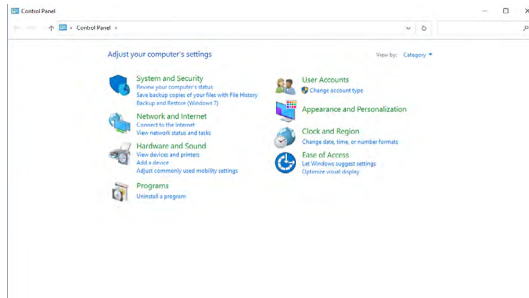 Control Panel
Control Panel
Adjust your computer's settings
View by: Category
System and Security
Review your computer's status
Save backup copies of your files with File History
Backup and Restore (Windows 7)
Network and Internet
Connect to the Internet
View network status and tasks
Hardware and Sound
View devices and printers
Add a device
Adjust commonly used mobility settings
Programs
Uninstall a program
User Accounts
Change account type
Appearance and Personalization
Clock and Region
Change date, time, or number formats
Ease of Access
Let Windows suggest settings
Optimize visual display